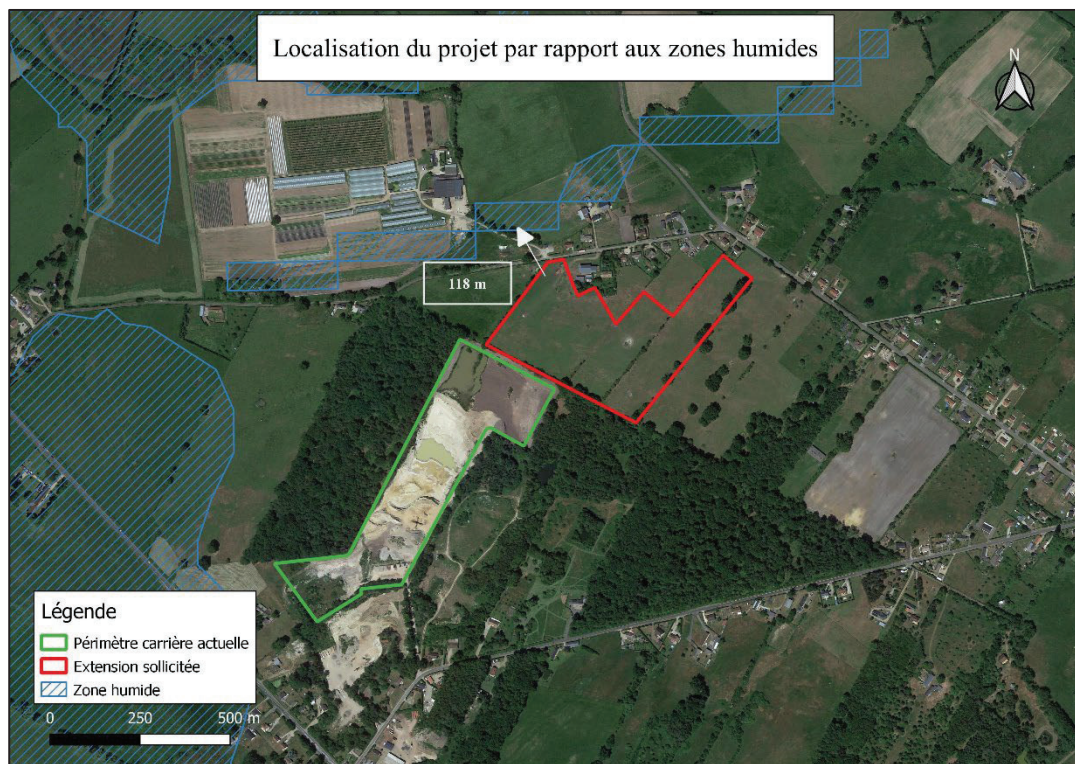 Localisation du projet par rapport aux zones humides
N
118 m
Légende
Périmètre carrière actuelle
Extension sollicitée
Zone humide
0 250 500 m